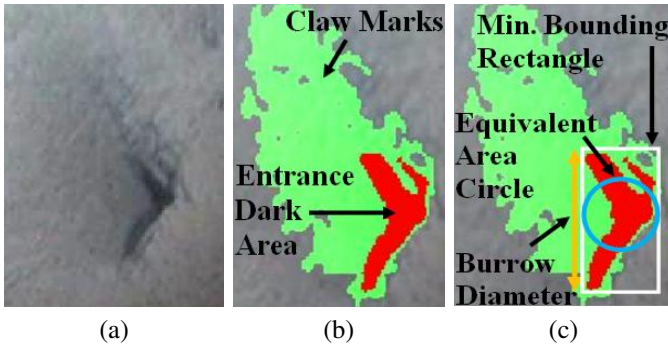 Claw Marks
Entrance
Dark
Area
Min. Bounding
Rectangle
Equivalent
Area
Circle
Burrow
Diameter
(a)
(b)
(c)